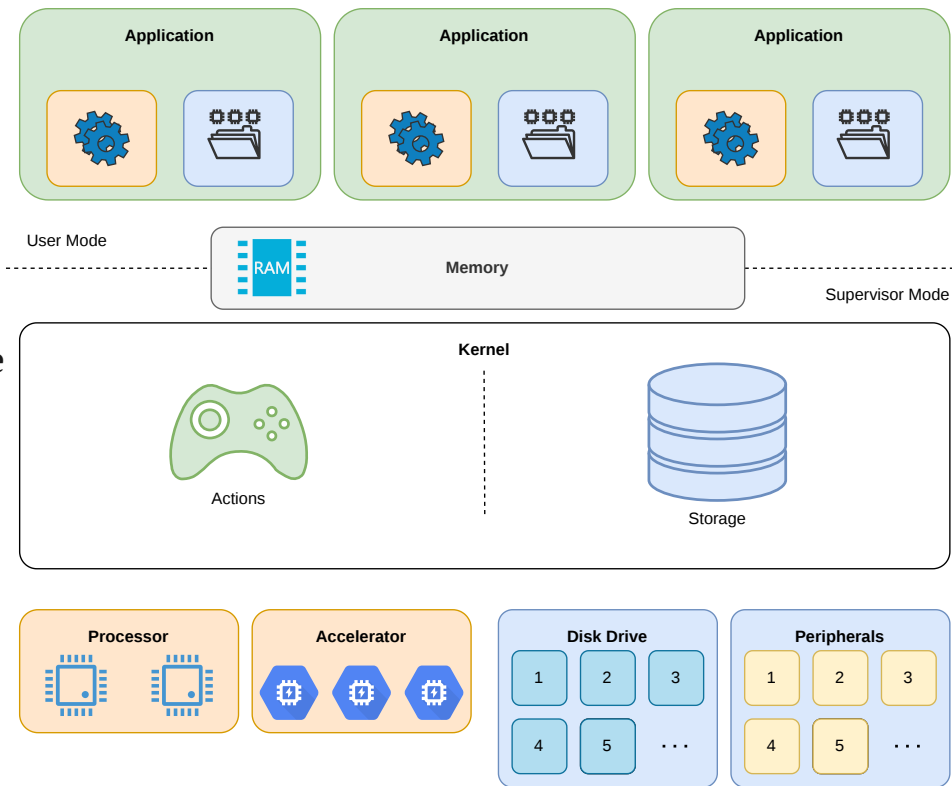 Application Application Application
User Mode
RAM Memory
Supervisor Mode
e
Kernel
Actions Storage
Processor Accelerator Disk Drive Peripherals
1 2 3 1 2 3
4 5 ... 4 5 ...